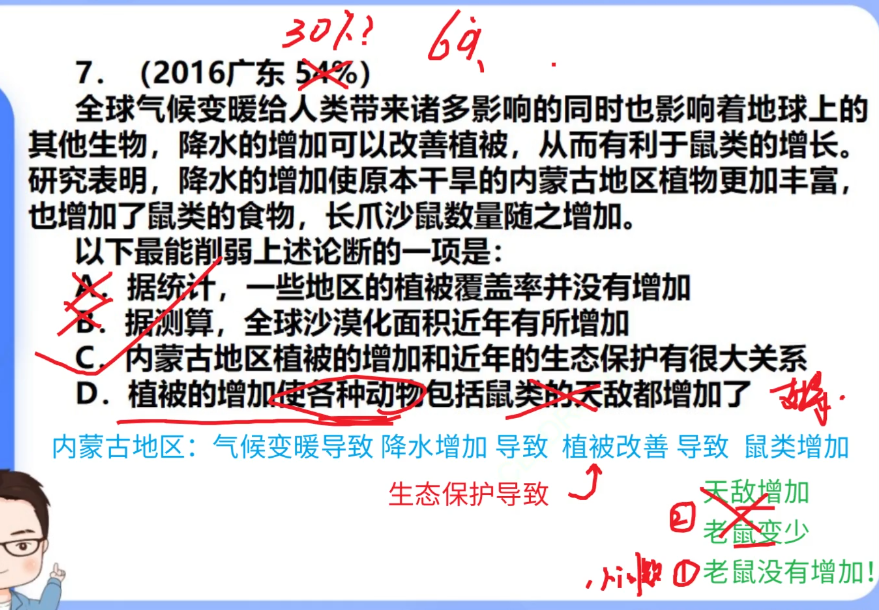 30%? 6句
7. （2016广东 54%）
全球气候变暖给人类带来诸多影响的同时也影响着地球上的
其他生物，降水的增加可以改善植被，从而有利于鼠类的增长。
研究表明，降水的增加使原本干旱的内蒙古地区植物更加丰富，
也增加了鼠类的食物，长爪沙鼠数量随之增加。
以下最能削弱上述论断的一项是：
A. 据统计，一些地区的植被覆盖率并没有增加
B. 据测算，全球沙漠化面积近年有所增加
C. 内蒙古地区植被的增加和近年的生态保护有很大关系
D. 植被的增加使各种动物包括鼠类的天敌都增加了
内蒙古地区：气候变暖导致 降水增加 导致 植被改善 导致 鼠类增加
生态保护导致
天敌增加
② 老鼠变少
① 老鼠没有增加！